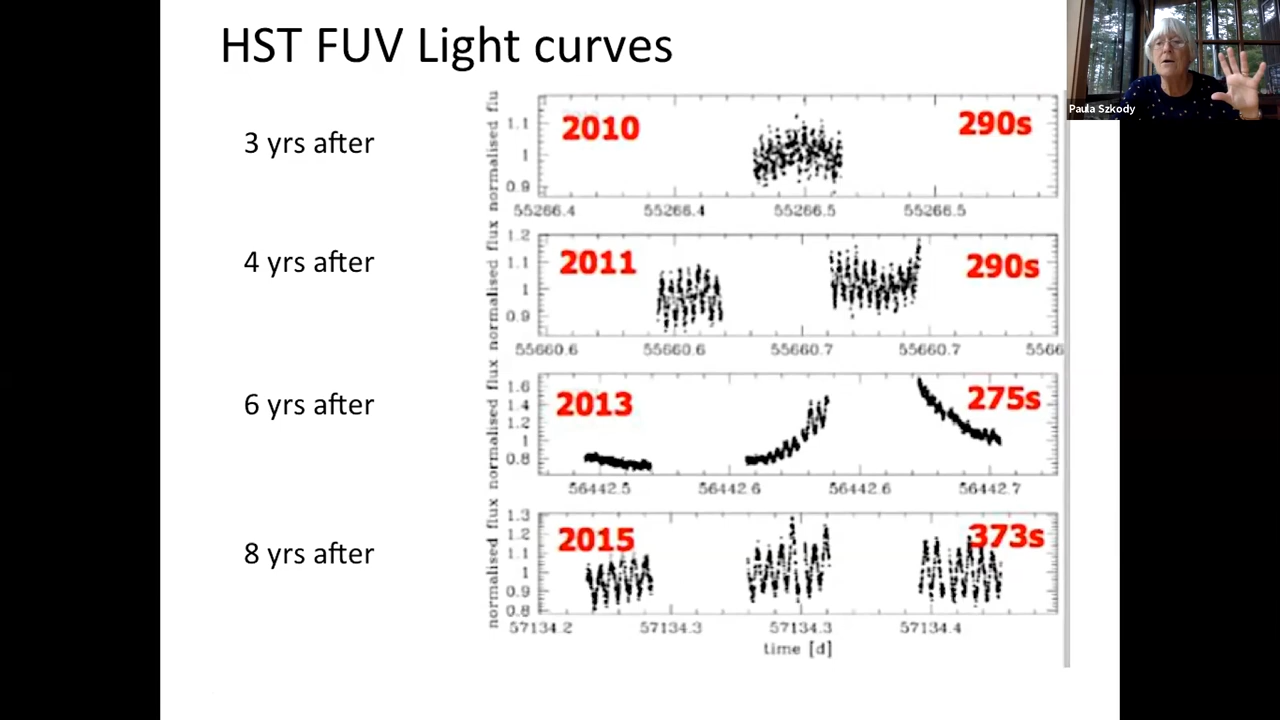 HST FUV Light curves
Paula Szkody
3 yrs after
4 yrs after
6 yrs after
8 yrs after
normalised flu
1.1
1
0.9
2010
290s
55266.4 55266.4 55266.5 55266.5
normalised flux
1.2
1.1
1
0.9
2011
290s
55660.6 55660.6 55660.7 55660.7 5566
normalised flux
1.6
1.4
1.2
1
0.8
2013
275s
56442.5 56442.6 56442.6 56442.7
normalised flux
1.3
1.2
1.1
1
0.9
0.8
2015
373s
57134.2 57134.3 57134.3 57134.4
time [d]